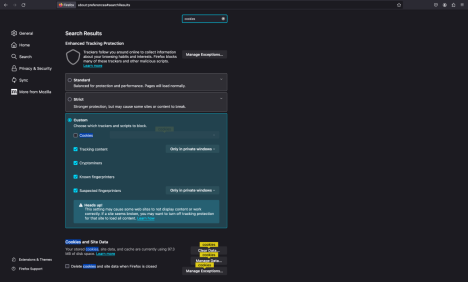 Firefox
about:preferences#searchResults
cookies
General
Home
Search
Privacy & Security
Sync
More from Mozilla
Extensions & Themes
Firefox Support
Search Results
Enhanced Tracking Protection
Trackers follow you around online to collect information
about your browsing habits and interests. Firefox blocks
many of these trackers and other malicious scripts.
Learn more
Manage Exceptions...
Standard
Balanced for protection and performance. Pages will load normally.
Strict
Stronger protection, but may cause some sites or content to break.
Custom
Choose which trackers and scripts to block.
Cookies
Tracking content
Only in private windows
Cryptominers
Known fingerprinters
Suspected fingerprinters
Only in private windows
Heads up!
This setting may cause some web sites to not display content or work
correctly. If a site seems broken, you may want to turn off tracking protection
for that site to load all content. Learn how
Cookies and Site Data
Your stored cookies, site data, and cache are currently using
MB of disk space. Learn more
cookies
Clear Data...
cookies
Manage Data...
Delete cookies and site data when Firefox is closed
Manage Exceptions...